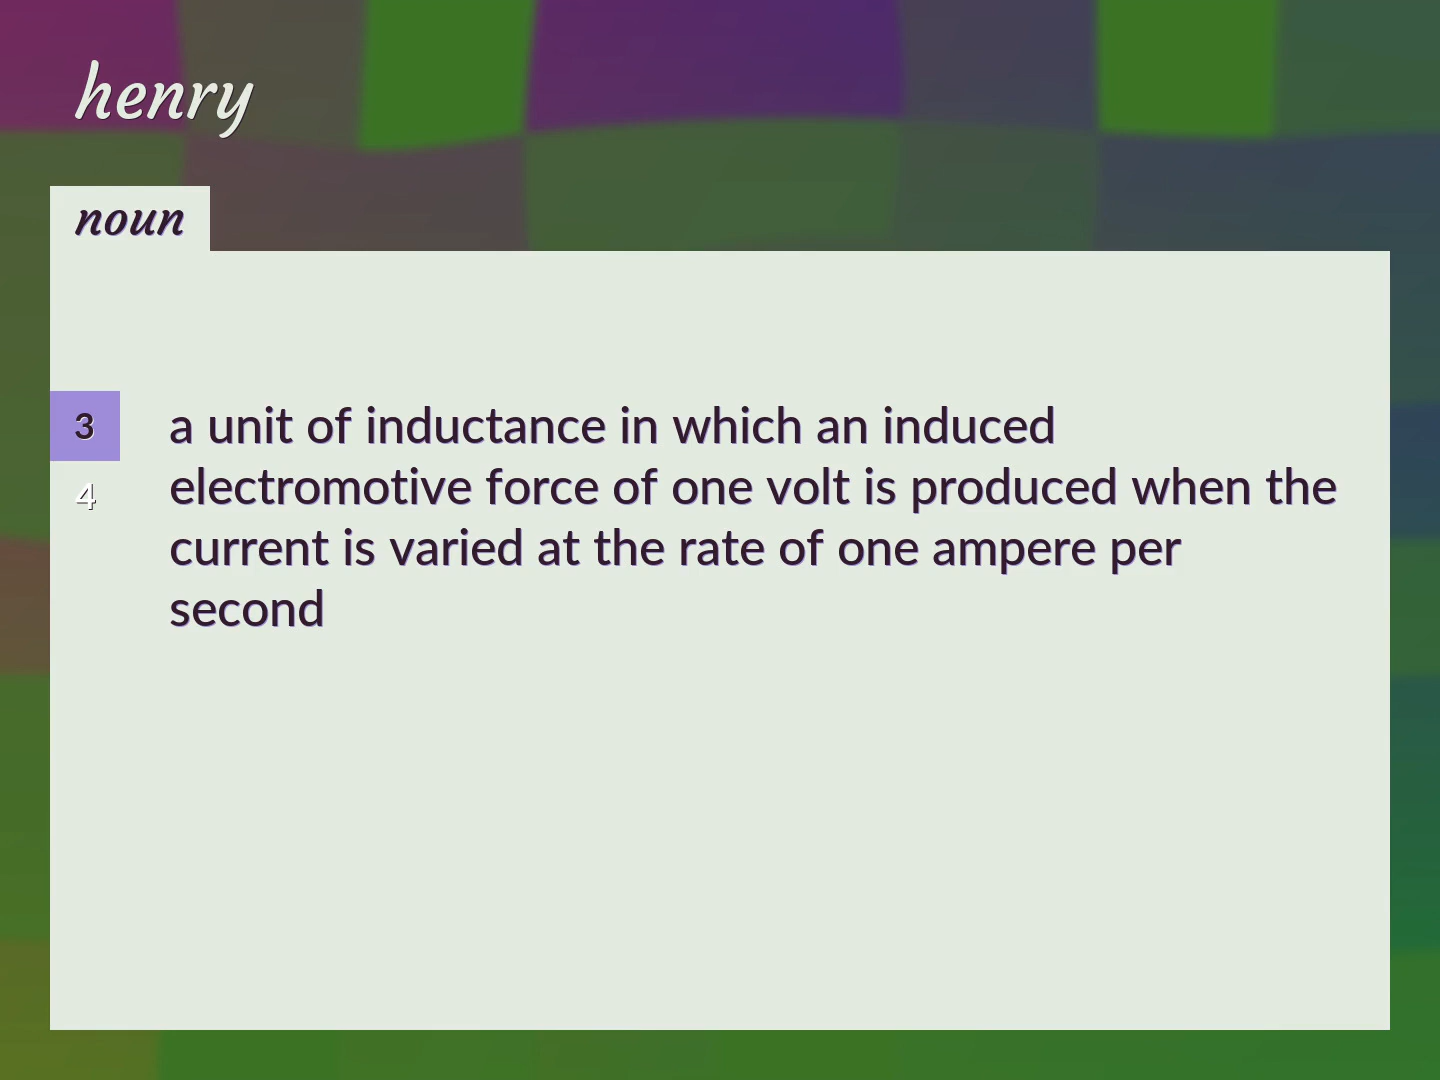 henry
noun
3
a unit of inductance in which an induced
4
electromotive force of one volt is produced when the
current is varied at the rate of one ampere per
second